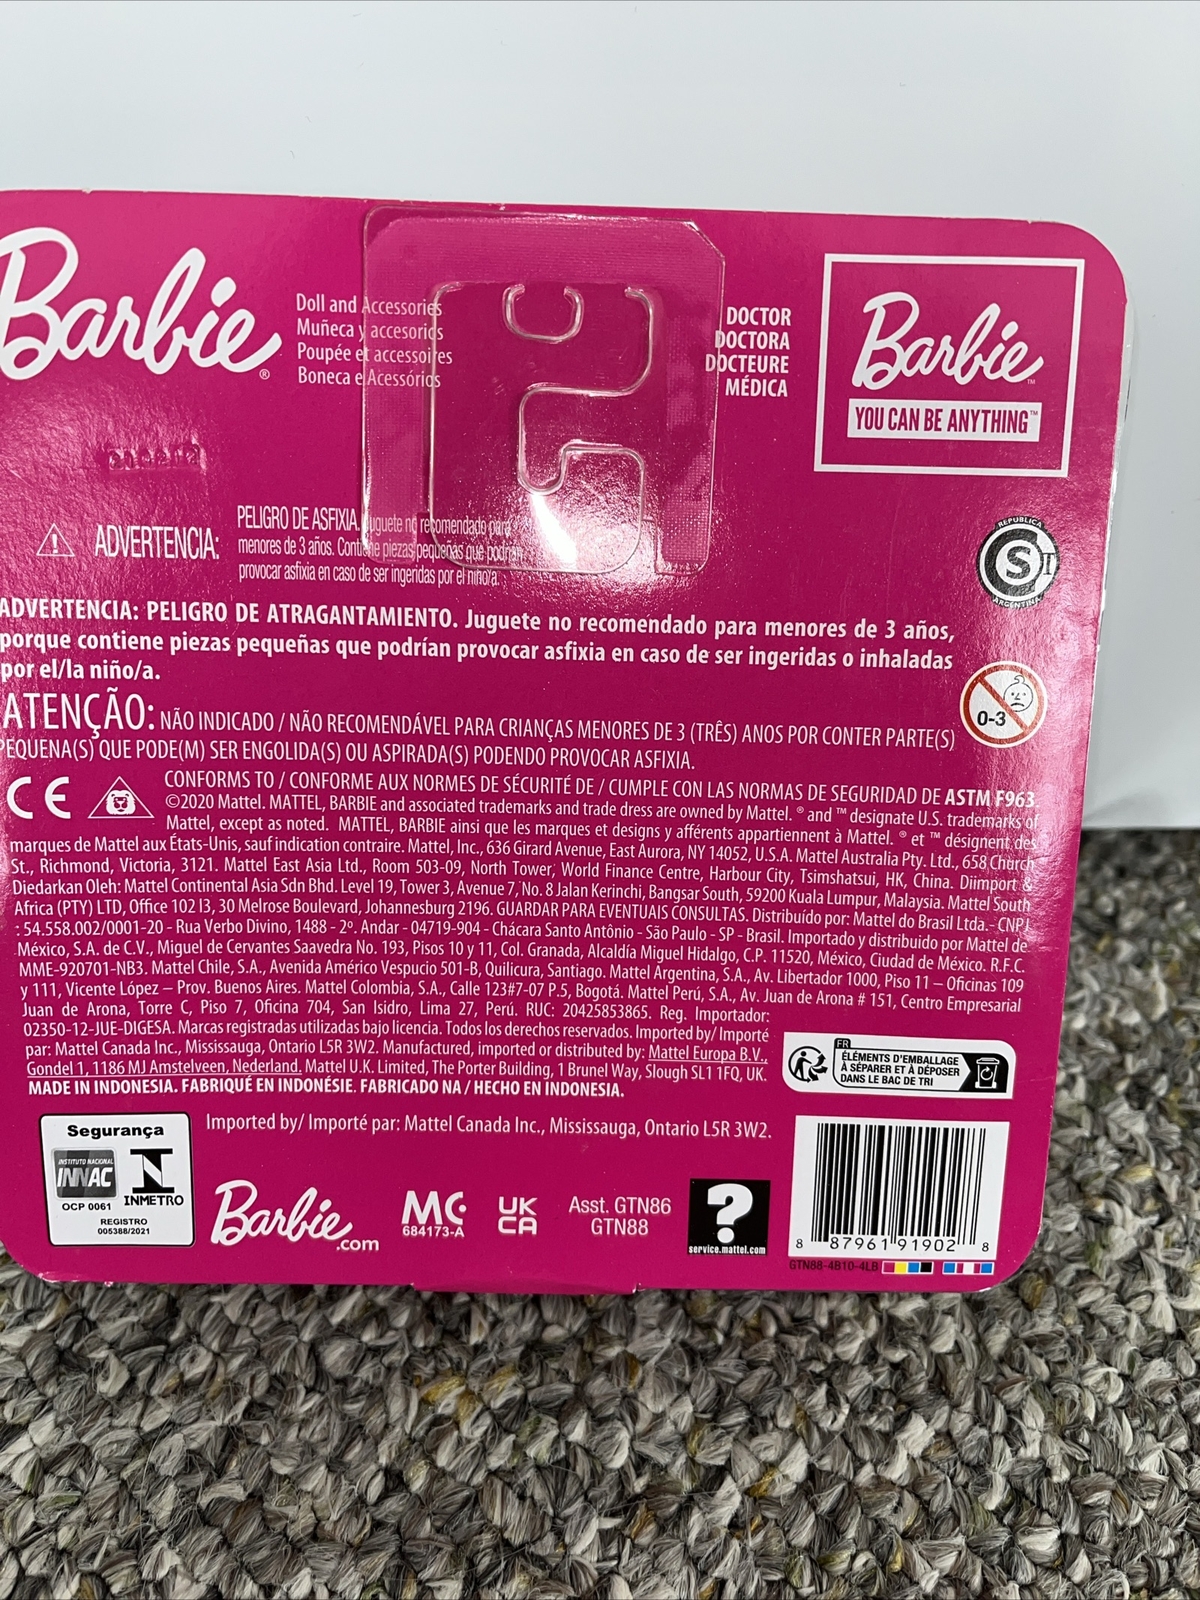 Barbie®
Doll and Accessories
Muñeca y accesorios
Poupée et accessoires
Boneca e Acessórios
DOCTOR
DOCTORA
DOCTEURE
MÉDICA
Barbie™
YOU CAN BE ANYTHING™
ADVERTENCIA:
PELIGRO DE ASFIXIA. Juguete no recomendado para
menores de 3 años. Contiene piezas pequeñas que podrían
provocar asfixia en caso de ser ingeridas por el niño/a.
REPUBLICA
S
ARGENTINA
ADVERTENCIA: PELIGRO DE ATRAGANTAMIENTO. Juguete no recomendado para menores de 3 años,
porque contiene piezas pequeñas que podrían provocar asfixia en caso de ser ingeridas o inhaladas
por el/la niño/a.
0-3
ATENÇÃO: NÃO INDICADO / NÃO RECOMENDÁVEL PARA CRIANÇAS MENORES DE 3 (TRÊS) ANOS POR CONTER PARTE(S)
PEQUENA(S) QUE PODE(M) SER ENGOLIDA(S) OU ASPIRADA(S) PODENDO PROVOCAR ASFIXIA.
CE
CONFORMS TO / CONFORME AUX NORMES DE SÉCURITÉ DE / CUMPLE CON LAS NORMAS DE SEGURIDAD DE ASTM F963.
©2020 Mattel. MATTEL, BARBIE and associated trademarks and trade dress are owned by Mattel. ® and ™ designate U.S. trademarks of
Mattel, except as noted. MATTEL, BARBIE ainsi que les marques et designs y afférents appartiennent à Mattel. ® et ™ désignent des
marques de Mattel aux États-Unis, sauf indication contraire. Mattel, Inc., 636 Girard Avenue, East Aurora, NY 14052, U.S.A. Mattel Australia Pty. Ltd., 658 Church
St., Richmond, Victoria, 3121. Mattel East Asia Ltd., Room 503-09, North Tower, World Finance Centre, Harbour City, Tsimshatsui, HK, China. Diimport &
Diedarkan Oleh: Mattel Continental Asia Sdn Bhd. Level 19, Tower 3, Avenue 7, No. 8 Jalan Kerinchi, Bangsar South, 59200 Kuala Lumpur, Malaysia. Mattel South
Africa (PTY) LTD, Office 102 I3, 30 Melrose Boulevard, Johannesburg 2196. GUARDAR PARA EVENTUAIS CONSULTAS. Distribuído por: Mattel do Brasil Ltda.- CNPJ
: 54.558.002/0001-20 - Rua Verbo Divino, 1488 - 2º. Andar - 04719-904 - Chácara Santo Antônio - São Paulo - SP - Brasil. Importado y distribuido por Mattel de
México, S.A. de C.V., Miguel de Cervantes Saavedra No. 193, Pisos 10 y 11, Col. Granada, Alcaldía Miguel Hidalgo, C.P. 11520, México, Ciudad de México. R.F.C.
MME-920701-NB3. Mattel Chile, S.A., Avenida Américo Vespucio 501-B, Quilicura, Santiago. Mattel Argentina, S.A., Av. Libertador 1000, Piso 11 – Oficinas 109
y 111, Vicente López – Prov. Buenos Aires. Mattel Colombia, S.A., Calle 123#7-07 P.5, Bogotá. Mattel Perú, S.A., Av. Juan de Arona # 151, Centro Empresarial
Juan de Arona, Torre C, Piso 7, Oficina 704, San Isidro, Lima 27, Perú. RUC: 20425853865. Reg. Importador:
02350-12-JUE-DIGESA. Marcas registradas utilizadas bajo licencia. Todos los derechos reservados. Imported by/ Importé
par: Mattel Canada Inc., Mississauga, Ontario L5R 3W2. Manufactured, imported or distributed by: Mattel Europa B.V.,
Gondel 1, 1186 MJ Amstelveen, Nederland. Mattel U.K. Limited, The Porter Building, 1 Brunel Way, Slough SL1 1FQ, UK.
MADE IN INDONESIA. FABRIQUÉ EN INDONÉSIE. FABRICADO NA / HECHO EN INDONESIA.
FR
ÉLÉMENTS D'EMBALLAGE
À SÉPARER ET À DÉPOSER
DANS LE BAC DE TRI
Segurança
INSTITUTO NACIONAL
INNAC
OCP 0061
INMETRO
REGISTRO
005388/2021
Imported by/ Importé par: Mattel Canada Inc., Mississauga, Ontario L5R 3W2.
Barbie.com
MC
684173-A
UK
CA
Asst. GTN86
GTN88
?
service.mattel.com
8 87961 91902 8
GTN88-4B10-4LB